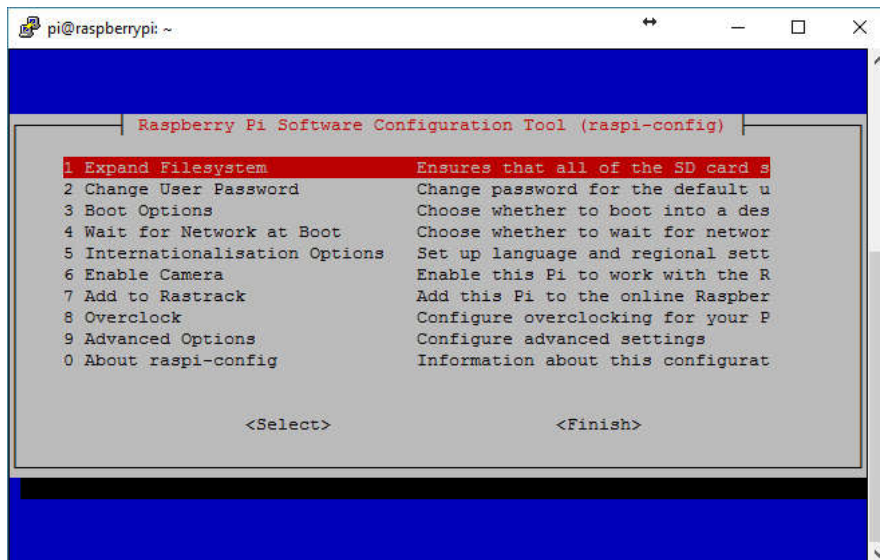 pi@raspberrypi: ~
Raspberry Pi Software Configuration Tool (raspi-config)
1 Expand Filesystem Ensures that all of the SD card s
2 Change User Password Change password for the default u
3 Boot Options Choose whether to boot into a des
4 Wait for Network at Boot Choose whether to wait for networ
5 Internationalisation Options Set up language and regional sett
6 Enable Camera Enable this Pi to work with the R
7 Add to Rastrack Add this Pi to the online Raspber
8 Overclock Configure overclocking for your P
9 Advanced Options Configure advanced settings
0 About raspi-config Information about this configurat
<Select> <Finish>